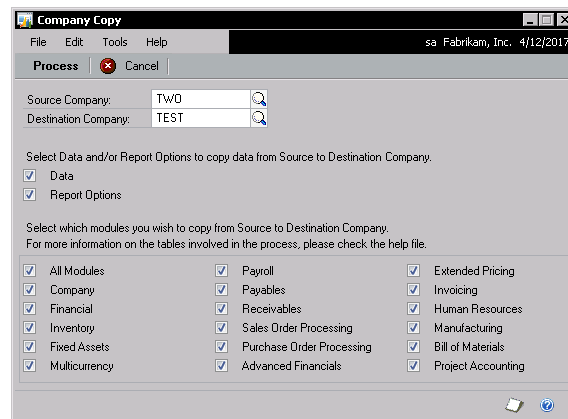 Company Copy
File Edit Tools Help sa Fabrikam, Inc. 4/12/2017
Process Cancel
Source Company: TWO
Destination Company: TEST
Select Data and/or Report Options to copy data from Source to Destination Company.
Data
Report Options
Select which modules you wish to copy from Source to Destination Company.
For more information on the tables involved in the process, please check the help file.
All Modules Payroll Extended Pricing
Company Payables Invoicing
Financial Receivables Human Resources
Inventory Sales Order Processing Manufacturing
Fixed Assets Purchase Order Processing Bill of Materials
Multicurrency Advanced Financials Project Accounting